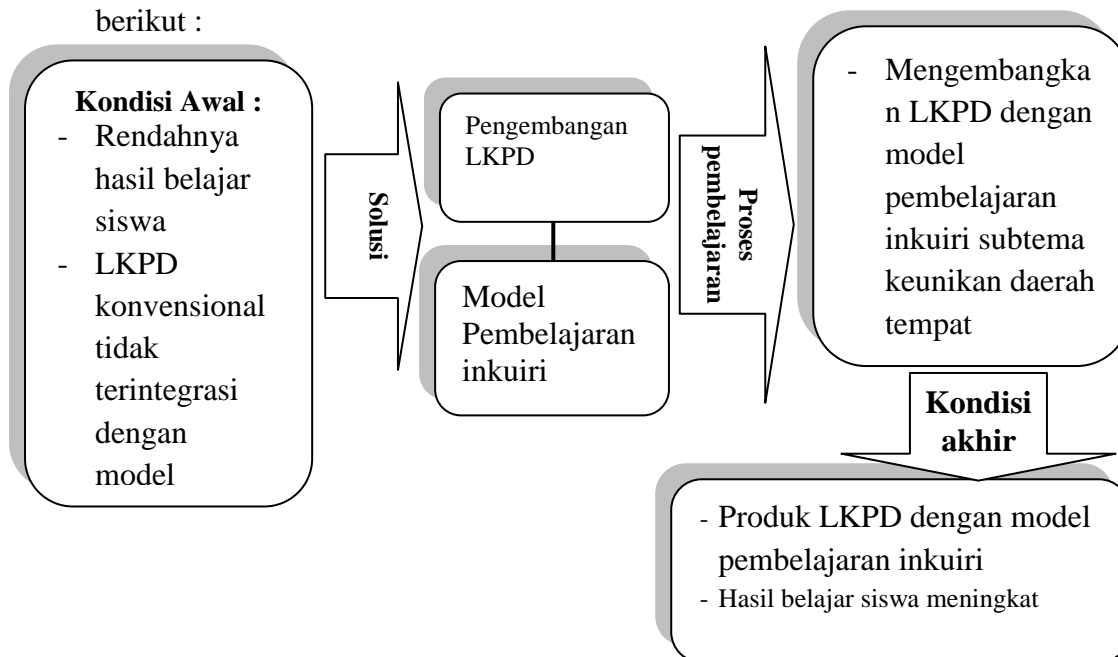 berikut :
Kondisi Awal :
- Rendahnya
hasil belajar
siswa
- LKPD
konvensional
tidak
terintegrasi
dengan
model
Solusi
Pengembangan
LKPD
Model
Pembelajaran
inkuiri
Proses
pembelajaran
- Mengembangka
n LKPD dengan
model
pembelajaran
inkuiri subtema
keunikan daerah
tempat
Kondisi
akhir
- Produk LKPD dengan model
pembelajaran inkuiri
- Hasil belajar siswa meningkat